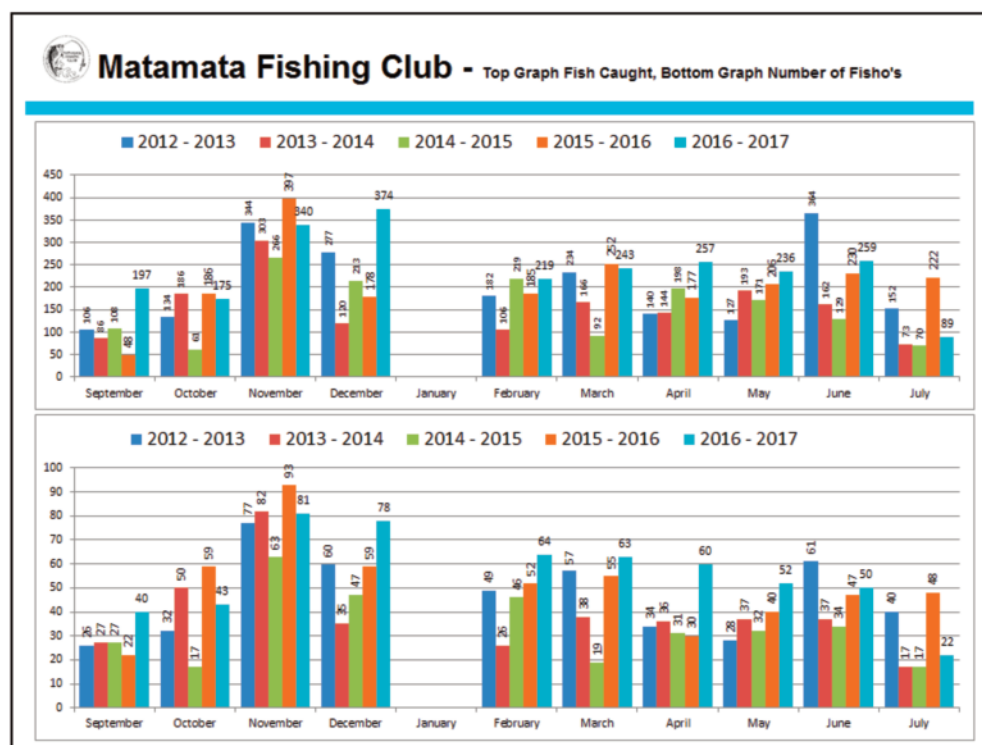 Matamata Fishing Club - Top Graph Fish Caught, Bottom Graph Number of Fisho's
2012 - 2013 2013 - 2014 2014 - 2015 2015 - 2016 2016 - 2017
450
400
350
300
250
200
150
100
50
0
106 86 108 48 197
134 186 61 186 175
344 303 266 397 340
277 120 213 178 374
182 106 219 185 219
234 166 92 252 243
140 144 198 177 257
127 193 171 206 236
364 162 129 230 259
152 73 70 222 89
September October November December January February March April May June July
2012 - 2013 2013 - 2014 2014 - 2015 2015 - 2016 2016 - 2017
100
90
80
70
60
50
40
30
20
10
0
26 27 27 22 40
32 50 17 59 43
77 82 63 93 81
60 35 47 59 78
49 26 46 52 64
57 38 19 55 63
34 36 31 30 60
28 37 32 40 52
61 37 34 47 50
40 17 17 48 22
September October November December January February March April May June July